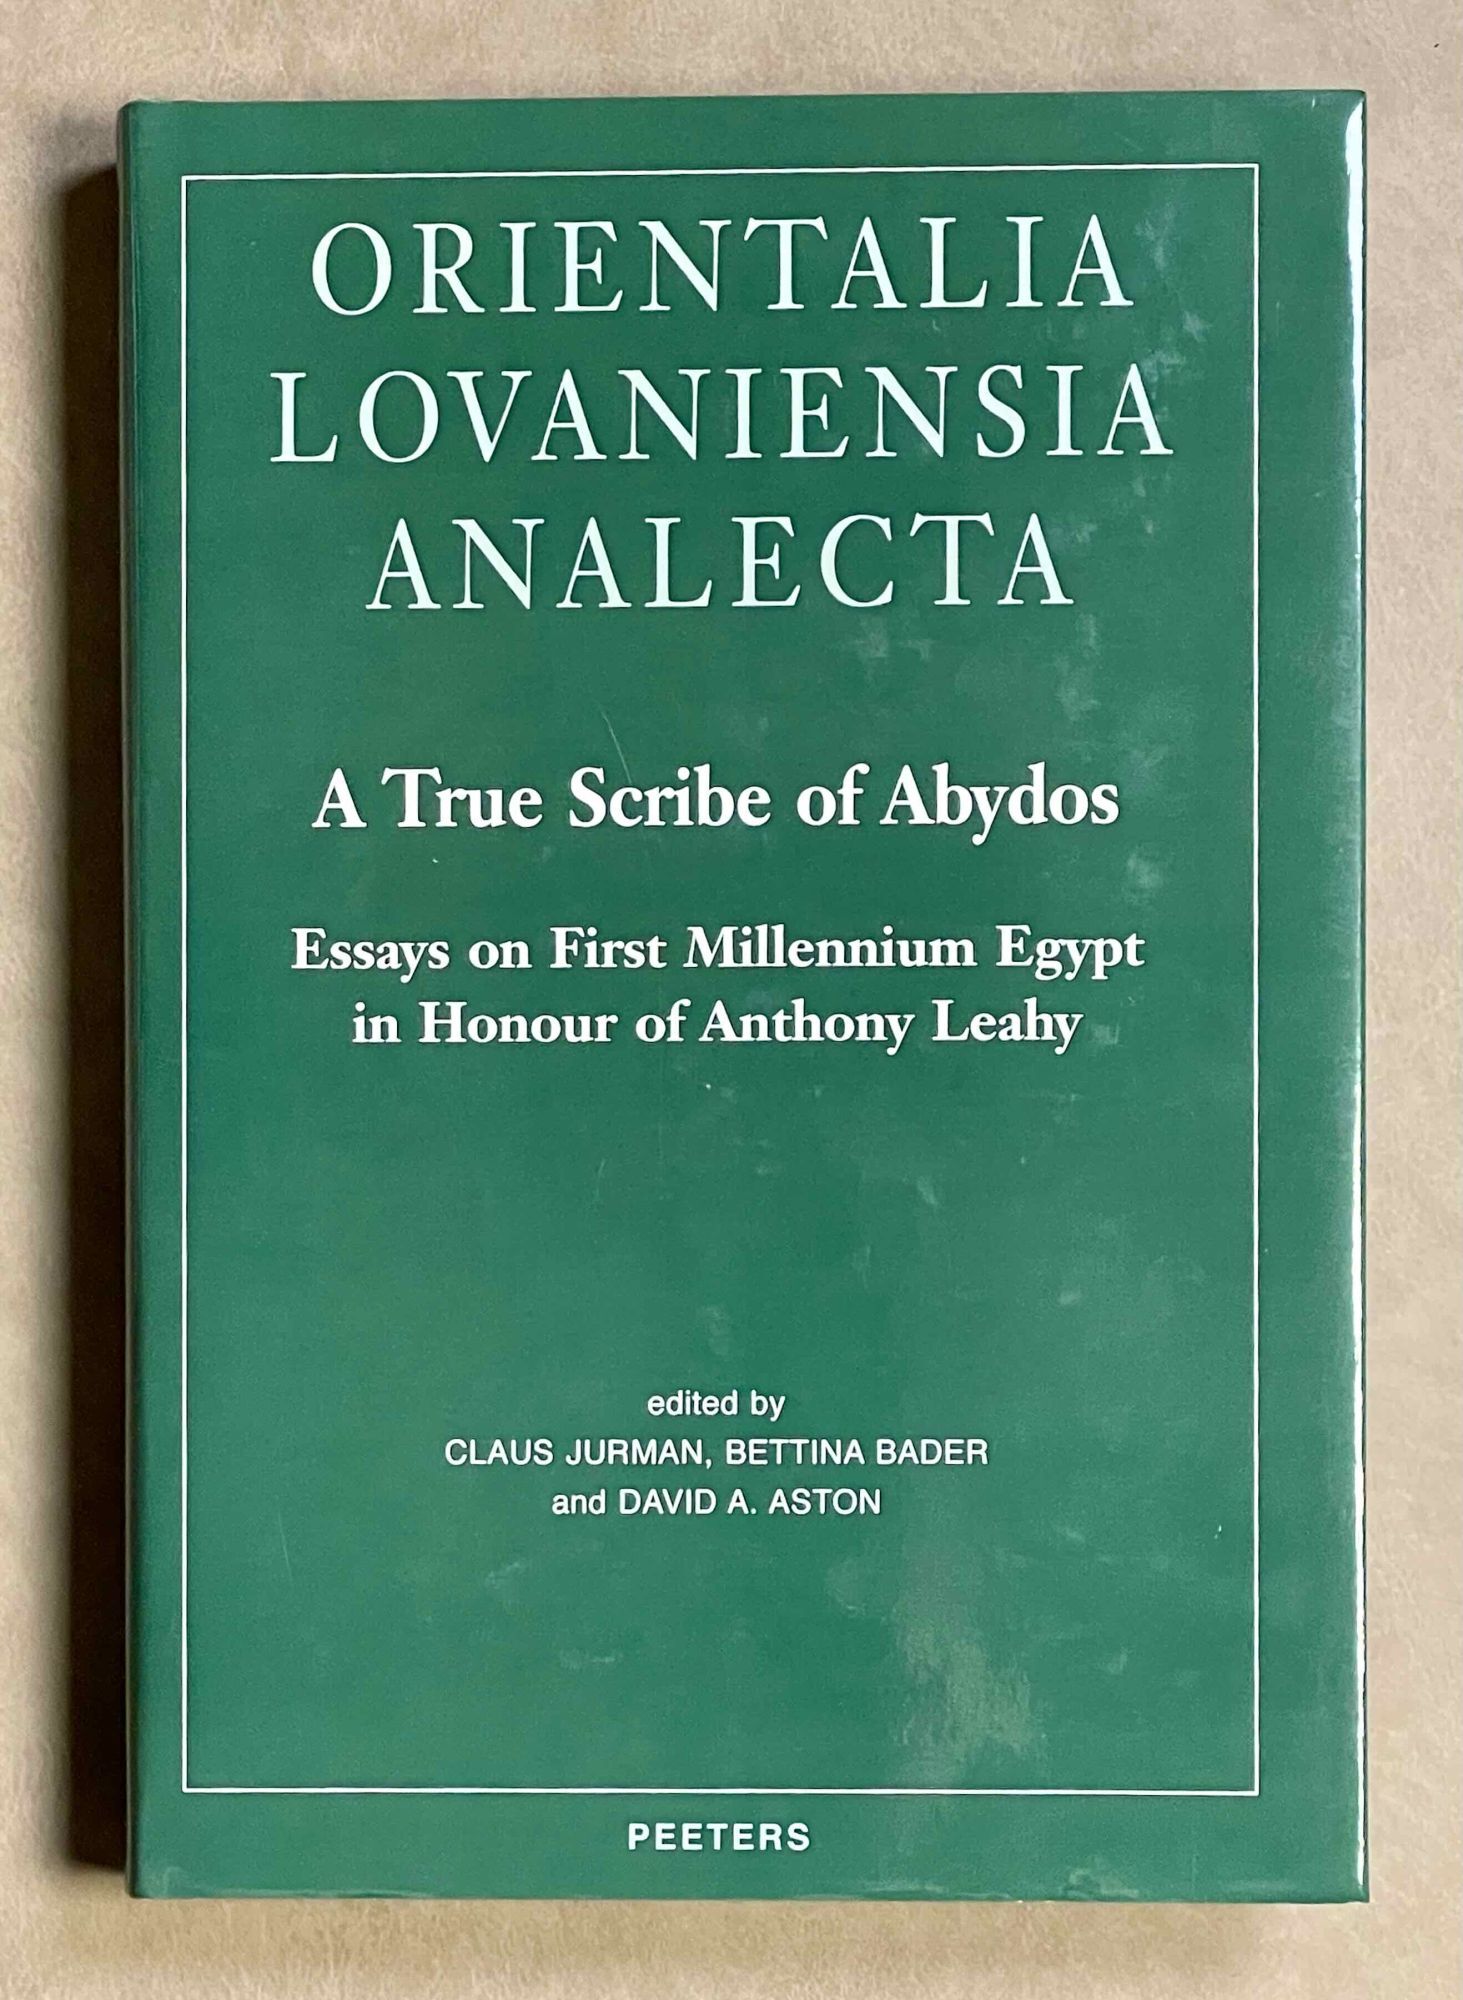 ORIENTALIA
LOVANIENSIA
ANALECTA
A True Scribe of Abydos
Essays on First Millennium Egypt
in Honour of Anthony Leahy
edited by
CLAUS JURMAN, BETTINA BADER
and DAVID A. ASTON
PEETERS